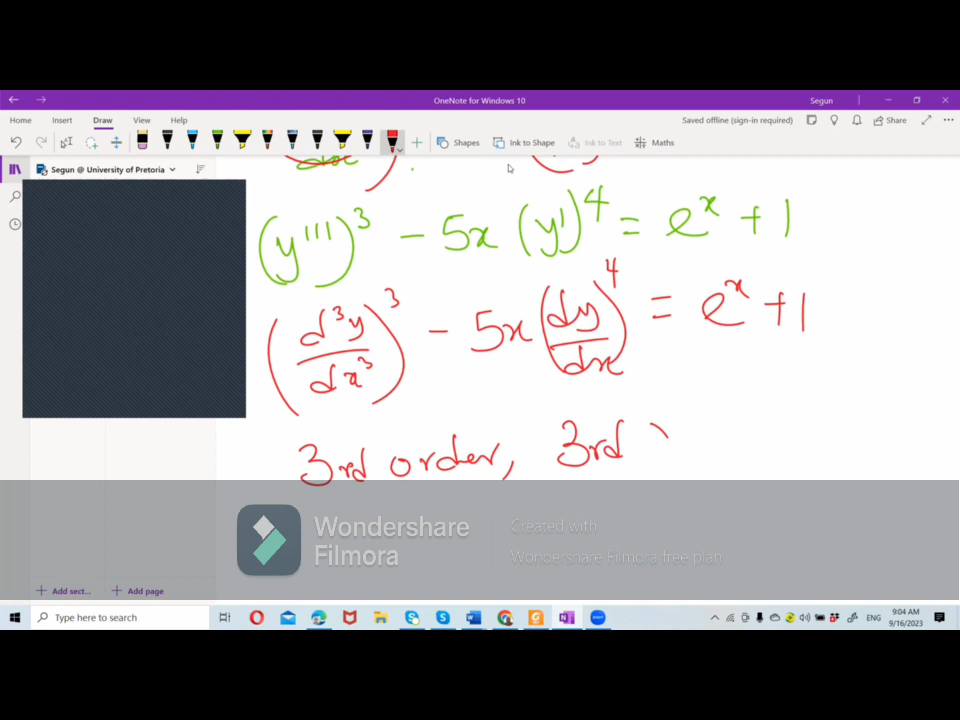 OneNote for Windows 10
Segun
Home Insert Draw View Help
Saved offline (sign-in required)
Share
Shapes
Ink to Shape
Ink to Text
Maths
Segun @ University of Pretoria
(y''')³ - 5x (y')⁴ = eˣ + 1
(d³y/dx³)³ - 5x (dy/dx)⁴ = eˣ + 1
3rd order, 3rd
Wondershare
Filmora
Created with
Wondershare Filmora free plan
Add sect...
Add page
Type here to search
ENG
9:04 AM
9/16/2023